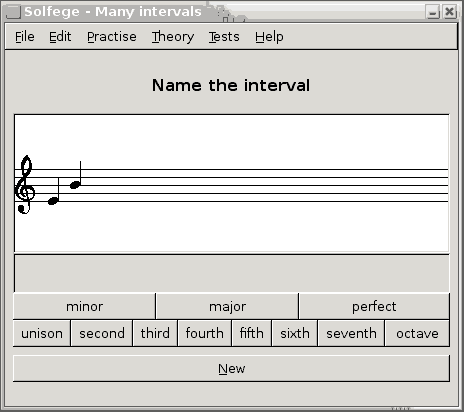 Solfege - Many intervals
File Edit Practise Theory Tests Help
Name the interval
minor major perfect
unison second third fourth fifth sixth seventh octave
New